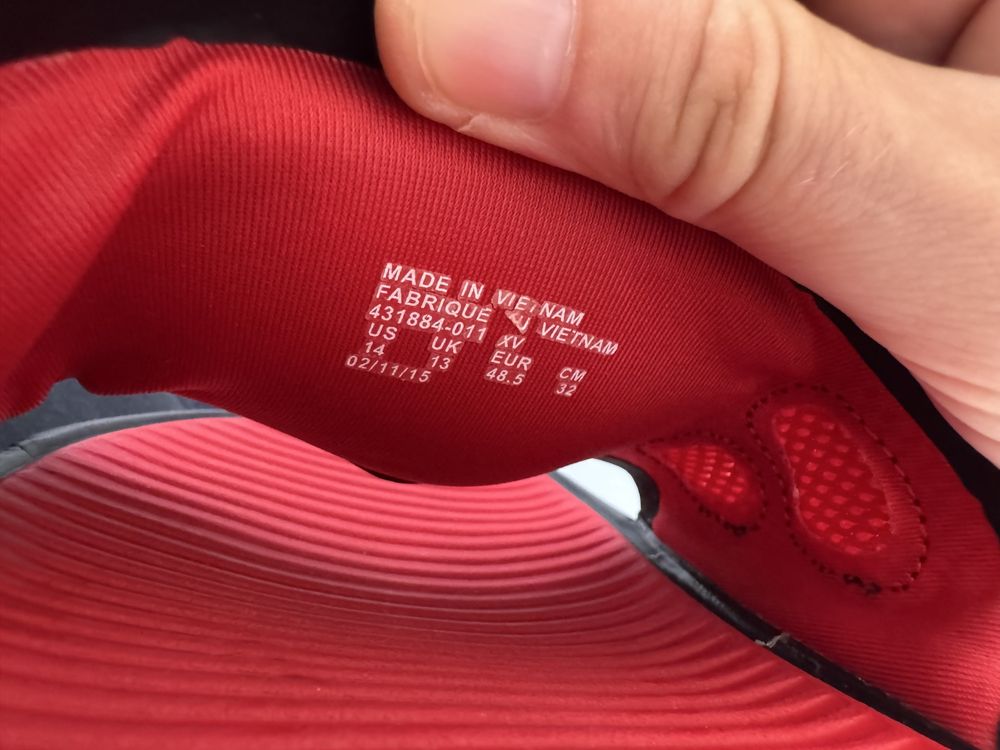 MADE IN VIETNAM
FABRIQUÉ AU VIETNAM
431884-011 XV
US UK EUR CM
14 13 48.5 32
02/11/15